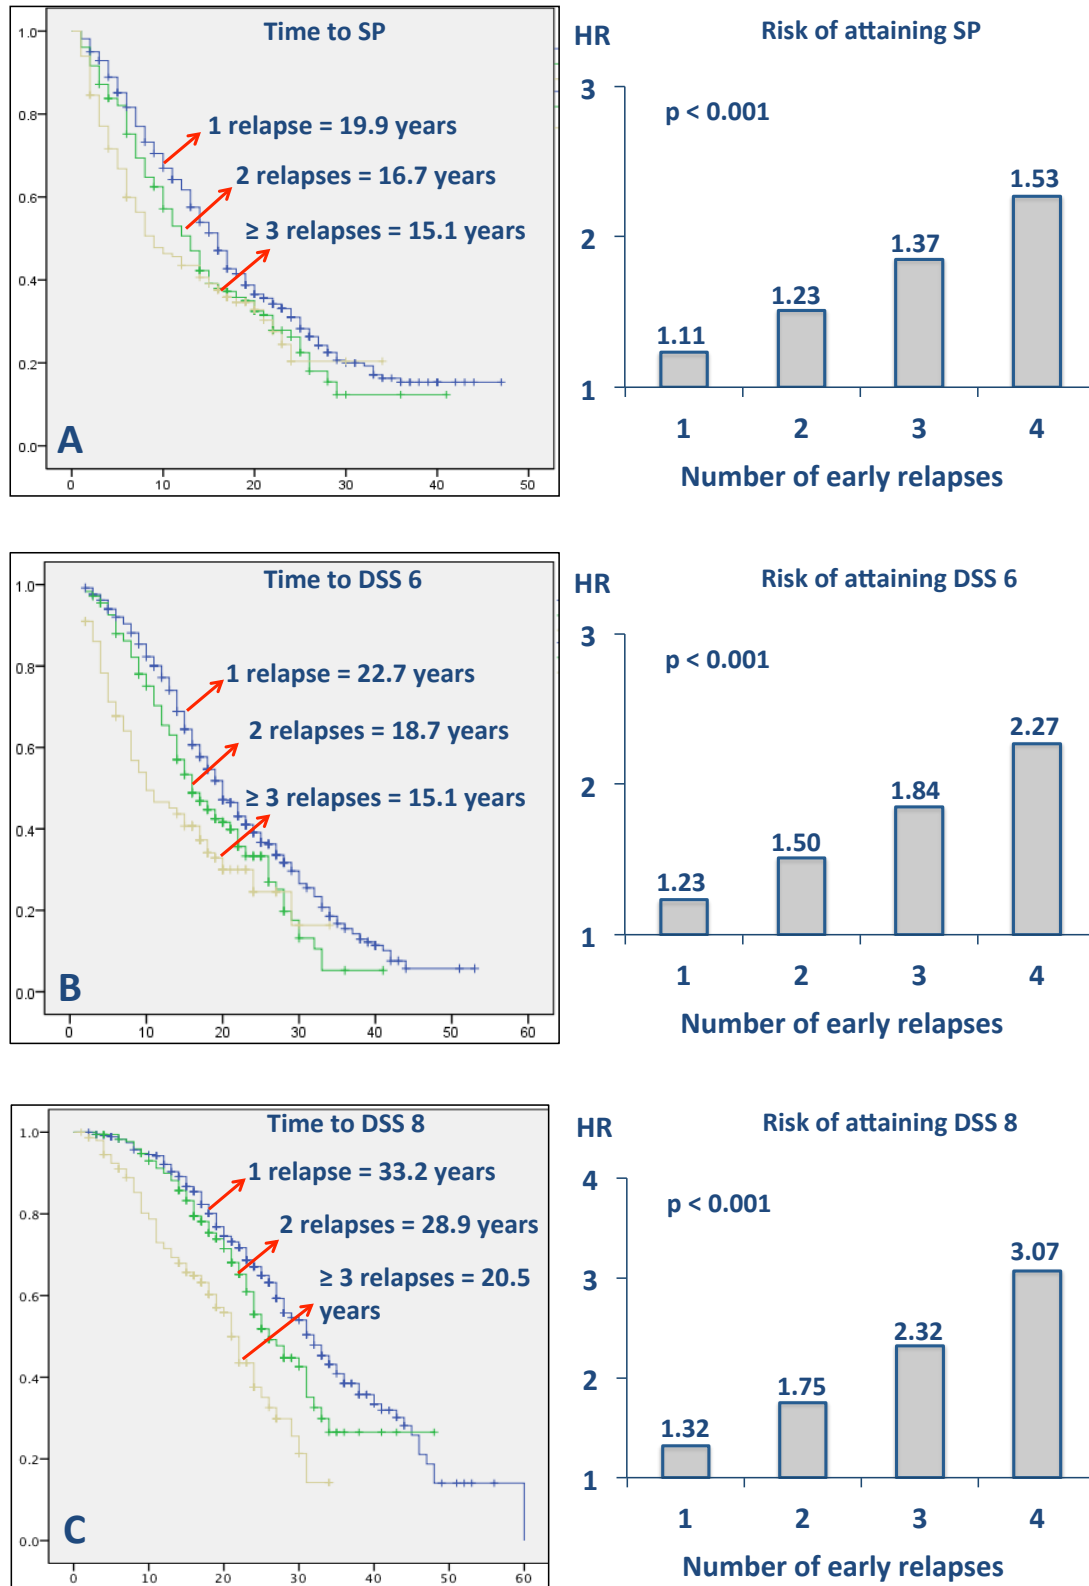 Time to SP
1.0
0.8
0.6
0.4
0.2
0.0
1 relapse = 19.9 years
2 relapses = 16.7 years
≥ 3 relapses = 15.1 years
A
0 10 20 30 40 50
HR
Risk of attaining SP
p < 0.001
3
2
1
1.11
1.23
1.37
1.53
1 2 3 4
Number of early relapses
Time to DSS 6
1.0
0.8
0.6
0.4
0.2
0.0
1 relapse = 22.7 years
2 relapses = 18.7 years
≥ 3 relapses = 15.1 years
B
0 10 20 30 40 50 60
HR
Risk of attaining DSS 6
p < 0.001
3
2
1
1.23
1.50
1.84
2.27
1 2 3 4
Number of early relapses
Time to DSS 8
1.0
0.8
0.6
0.4
0.2
0.0
1 relapse = 33.2 years
2 relapses = 28.9 years
≥ 3 relapses = 20.5
years
C
0 10 20 30 40 50 60
HR
Risk of attaining DSS 8
p < 0.001
4
3
2
1
1.32
1.75
2.32
3.07
1 2 3 4
Number of early relapses